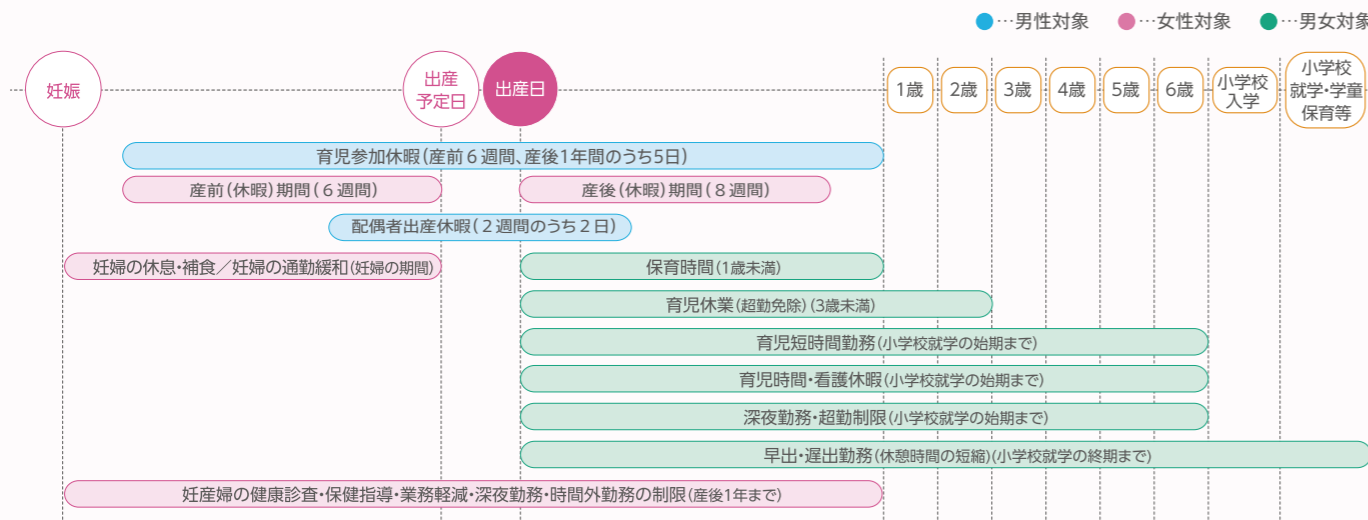 ●…男性対象 ●…女性対象 ●…男女対象
妊娠
出産
予定日
出産日
1歳
2歳
3歳
4歳
5歳
6歳
小学校
入学
小学校
就学・学童
保育等
育児参加休暇(産前6週間、産後1年間のうち5日)
産前(休暇)期間(6週間)
産後(休暇)期間(8週間)
配偶者出産休暇(2週間のうち2日)
妊婦の休息・補食／妊婦の通勤緩和(妊婦の期間)
保育時間(1歳未満)
育児休業(超勤免除)(3歳未満)
育児短時間勤務(小学校就学の始期まで)
育児時間・看護休暇(小学校就学の始期まで)
深夜勤務・超勤制限(小学校就学の始期まで)
早出・遅出勤務(休憩時間の短縮)(小学校就学の終期まで)
妊産婦の健康診査・保健指導・業務軽減・深夜勤務・時間外勤務の制限(産後1年まで)